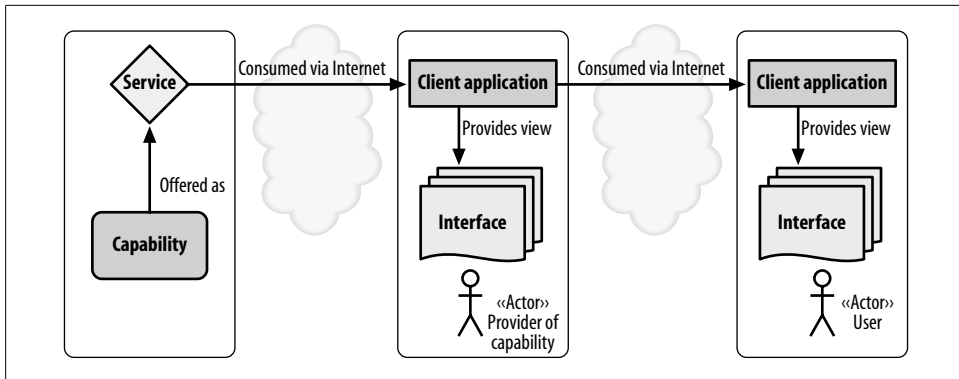 Service
Consumed via Internet
Client application
Consumed via Internet
Client application
Provides view
Provides view
Offered as
Capability
Interface
Interface
«Actor»
Provider of
capability
«Actor»
User